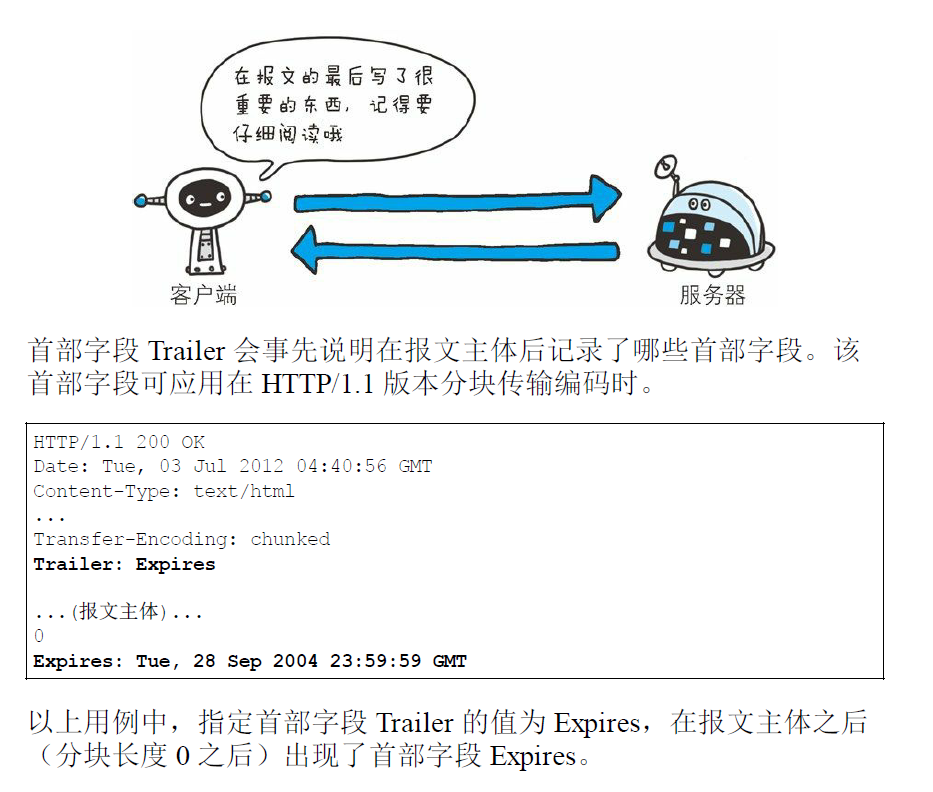 在报文的最后写了很
重要的东西，记得要
仔细阅读哦
客户端
服务器
首部字段 Trailer 会事先说明在报文主体后记录了哪些首部字段。该
首部字段可应用在 HTTP/1.1 版本分块传输编码时。
HTTP/1.1 200 OK
Date: Tue, 03 Jul 2012 04:40:56 GMT
Content-Type: text/html
...
Transfer-Encoding: chunked
Trailer: Expires
...(报文主体)...
0
Expires: Tue, 28 Sep 2004 23:59:59 GMT
以上用例中，指定首部字段 Trailer 的值为 Expires，在报文主体之后
（分块长度 0 之后）出现了首部字段 Expires。